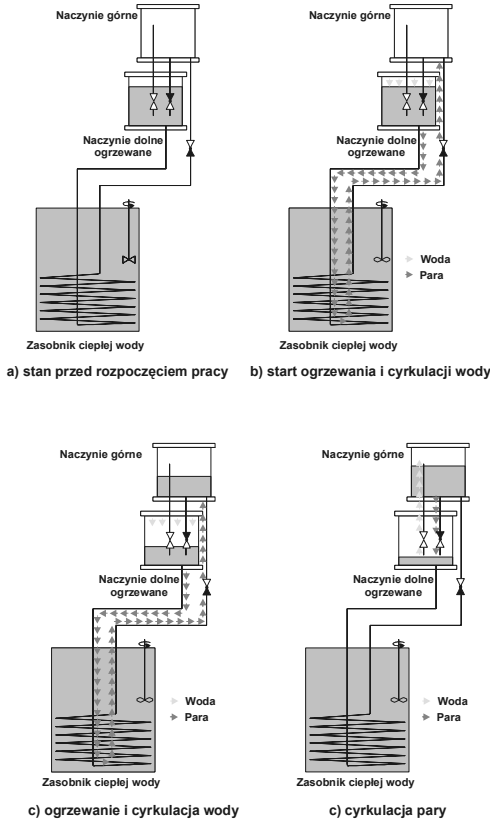 Naczynie górne
Naczynie dolne
ogrzewane
Zasobnik ciepłej wody
a) stan przed rozpoczęciem pracy
Naczynie górne
Naczynie dolne
ogrzewane
Woda
Para
Zasobnik ciepłej wody
b) start ogrzewania i cyrkulacji wody
Naczynie górne
Naczynie dolne
ogrzewane
Woda
Para
Zasobnik ciepłej wody
c) ogrzewanie i cyrkulacja wody
Naczynie górne
Naczynie dolne
ogrzewane
Woda
Para
Zasobnik ciepłej wody
c) cyrkulacja pary